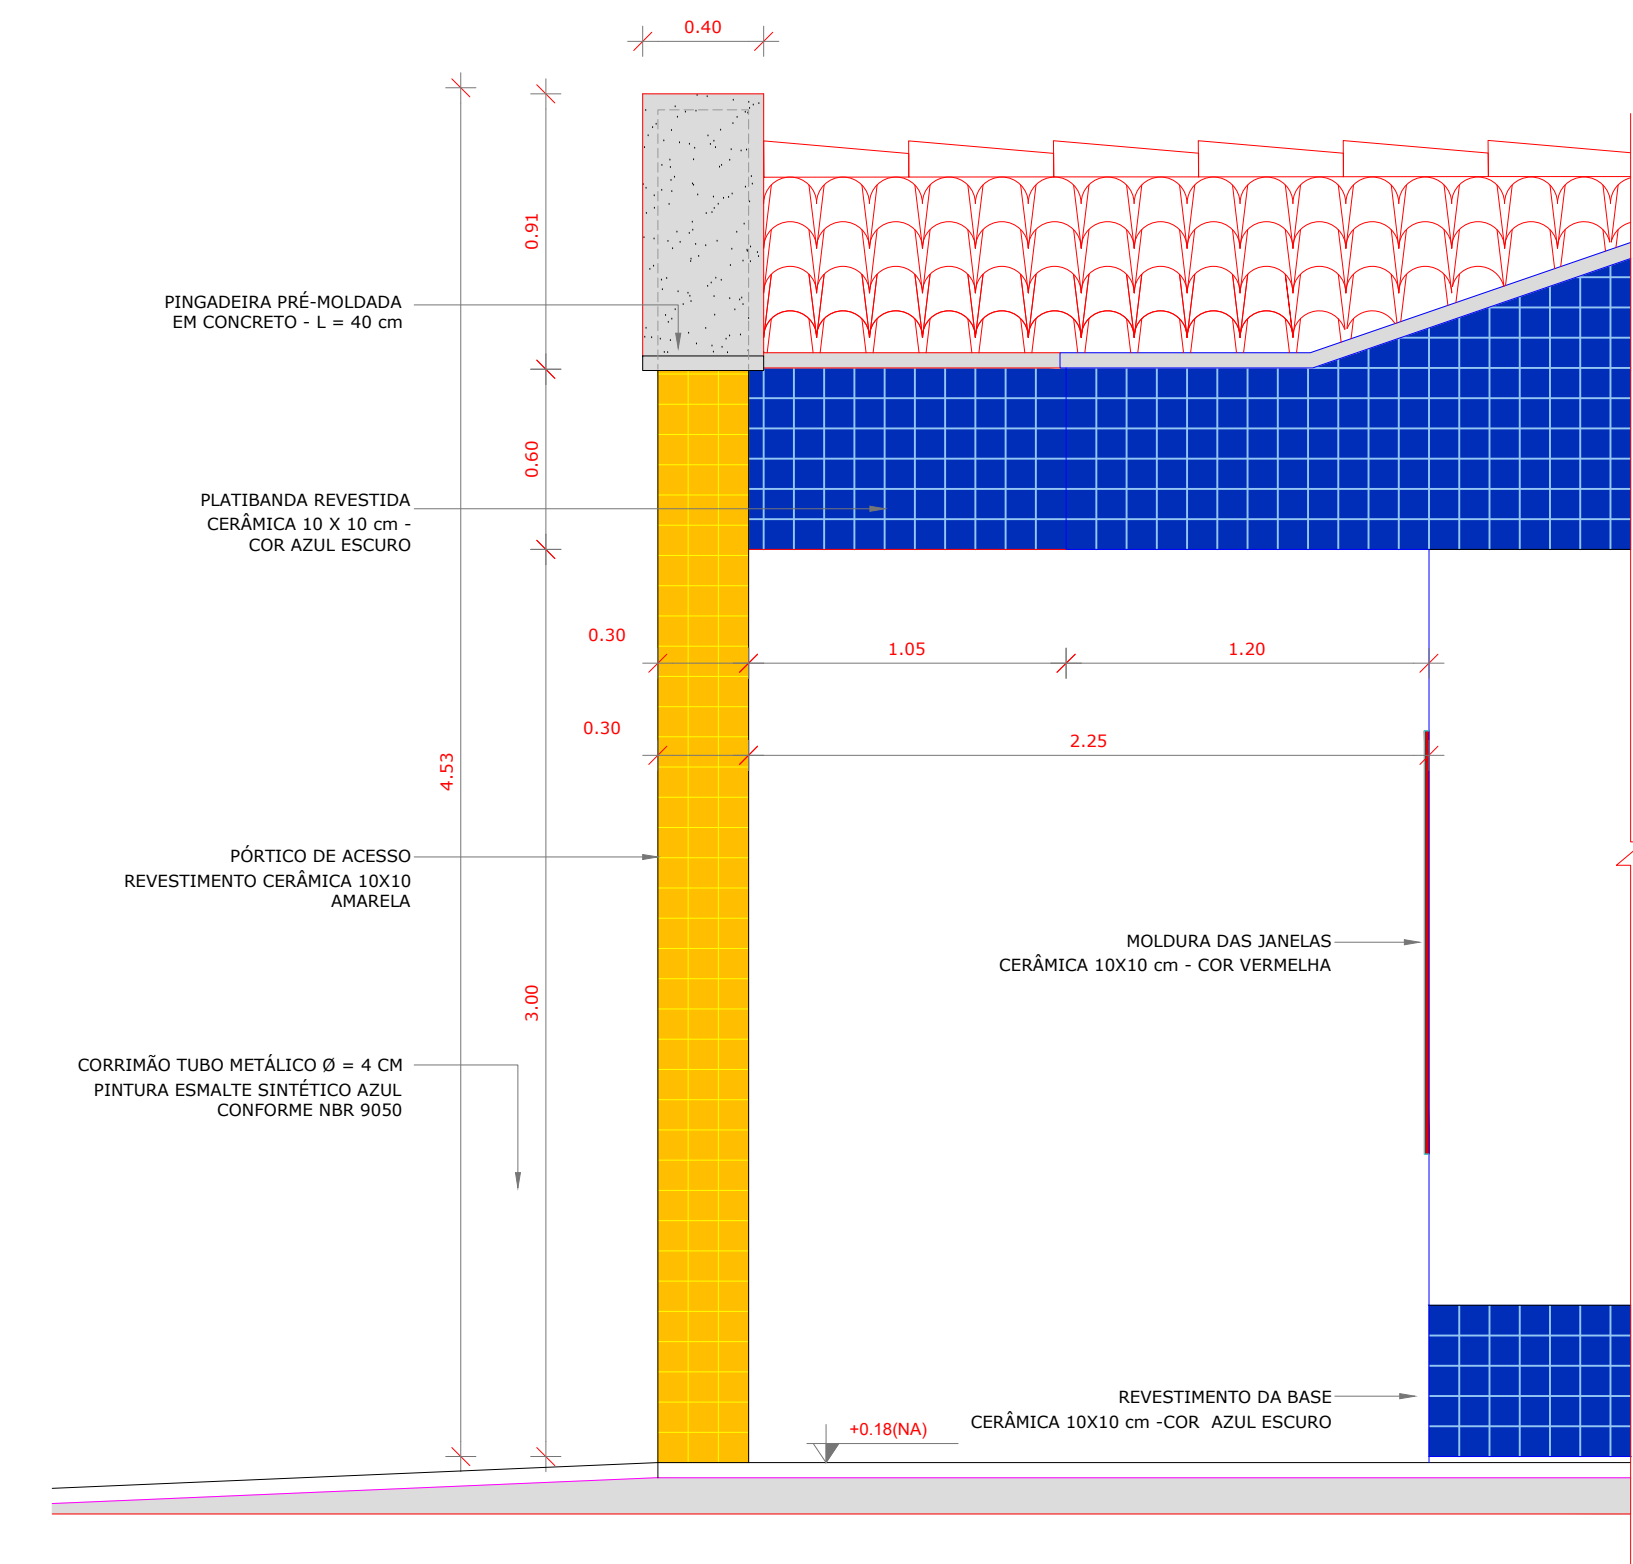 0.40
0.91
PINGADEIRA PRÉ-MOLDADA
EM CONCRETO - L = 40 cm
0.60
PLATIBANDA REVESTIDA
CERÂMICA 10 X 10 cm -
COR AZUL ESCURO
0.30
1.05
1.20
0.30
2.25
4.53
PÓRTICO DE ACESSO
REVESTIMENTO CERÂMICA 10X10
AMARELA
MOLDURA DAS JANELAS
CERÂMICA 10X10 cm - COR VERMELHA
3.00
CORRIMÃO TUBO METÁLICO Ø = 4 CM
PINTURA ESMALTE SINTÉTICO AZUL
CONFORME NBR 9050
REVESTIMENTO DA BASE
CERÂMICA 10X10 cm -COR  AZUL ESCURO
+0.18(NA)